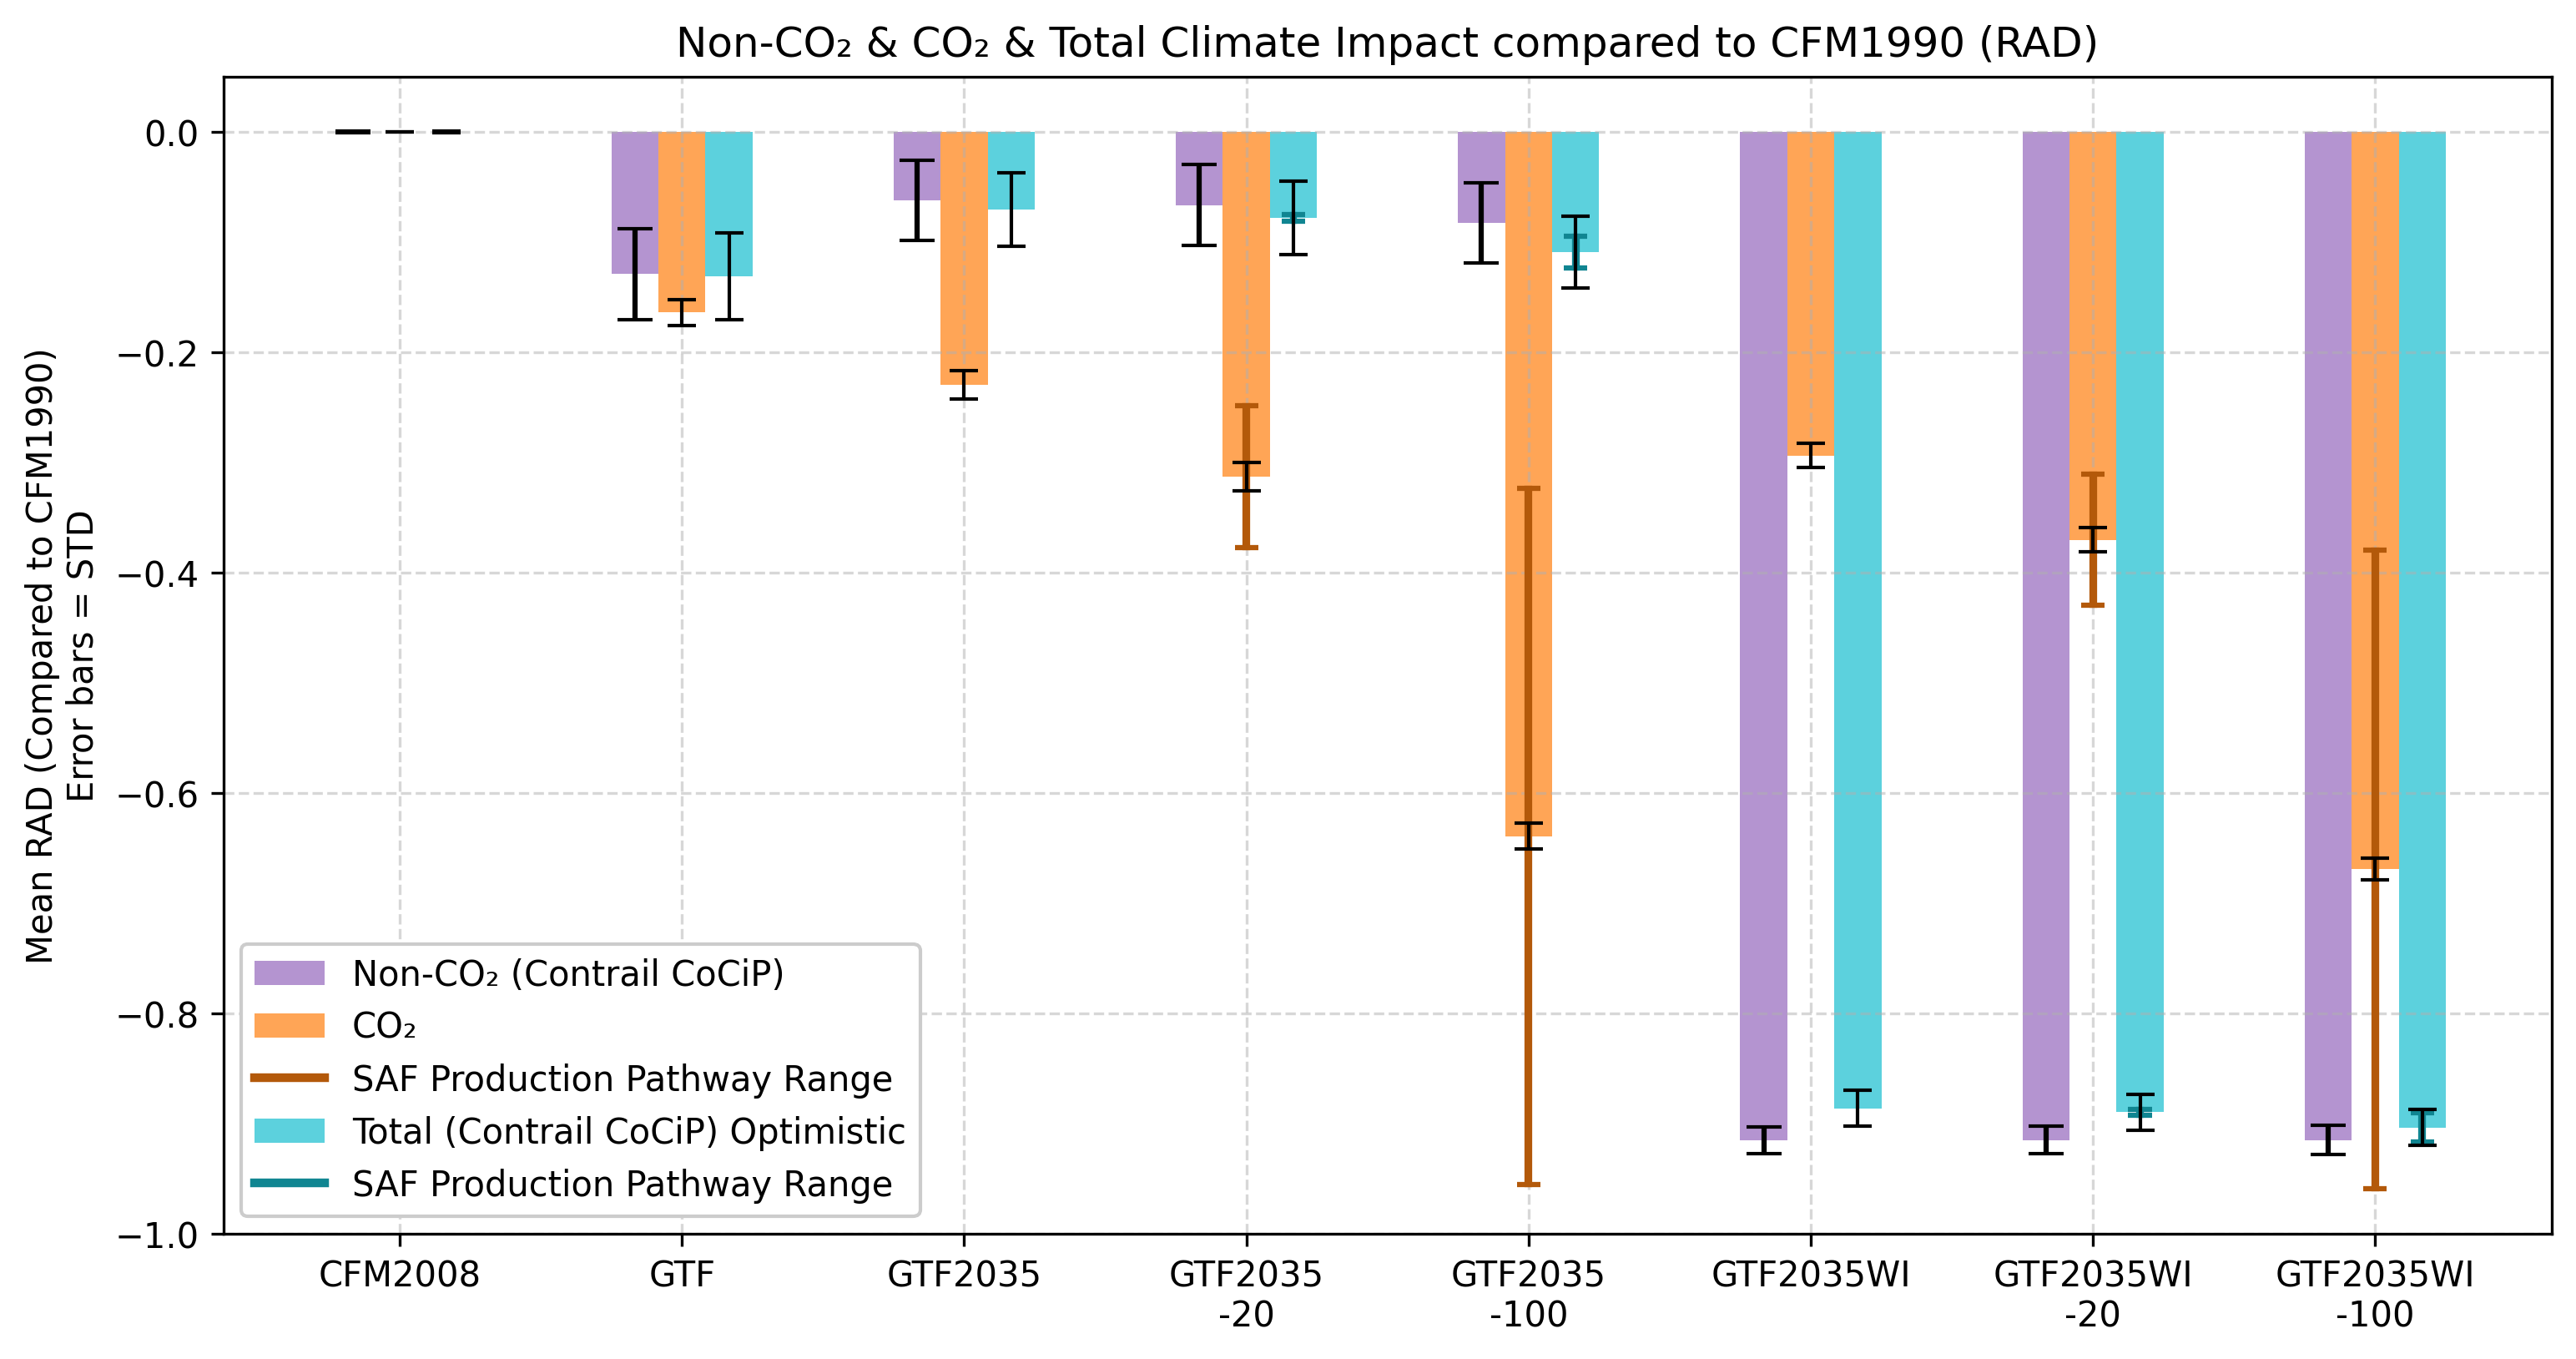 Non-CO₂ & CO₂ & Total Climate Impact compared to CFM1990 (RAD)
Mean RAD (Compared to CFM1990)
Error bars = STD
0.0
−0.2
−0.4
−0.6
−0.8
−1.0
Non-CO₂ (Contrail CoCiP)
CO₂
SAF Production Pathway Range
Total (Contrail CoCiP) Optimistic
SAF Production Pathway Range
CFM2008
GTF
GTF2035
GTF2035
-20
GTF2035
-100
GTF2035WI
GTF2035WI
-20
GTF2035WI
-100